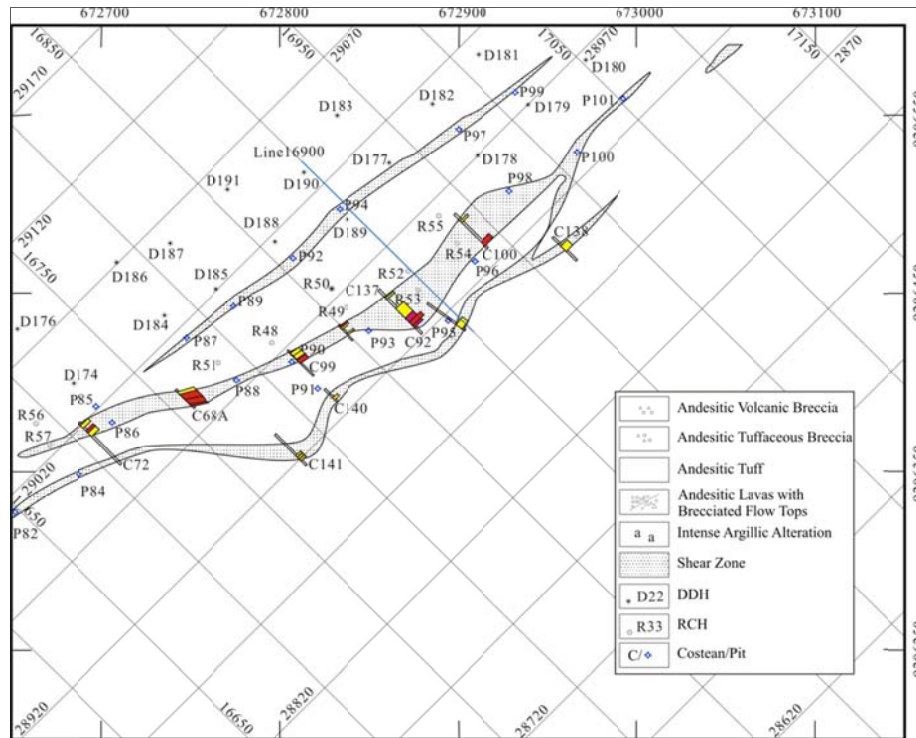 672700
672800
672900
673000
673100
16850
16950
29070
17050
28970
17150
2870
29170
29120
16750
29020
650
28920
16650
28820
28720
28620
D181
D180
P99
D183
D182
D179
P101
P97
Line16900
D177
D178
P100
D191
D190
P98
P94
R55
C138
D188
D189
R54
C100
D187
P92
P96
D186
R52
D185
R50
C137
R53
P89
R49
D176
D184
R48
P93
C92
P95
P87
P90
C99
R51
D174
P88
P91
C140
P85
C68A
R56
P86
R57
C72
C141
P84
P82
Andesitic Volcanic Breccia
Andesitic Tuffaceous Breccia
Andesitic Tuff
Andesitic Lavas with
Brecciated Flow Tops
a a Intense Argillic Alteration
Shear Zone
D22 DDH
R33 RCH
C/ Costean/Pit